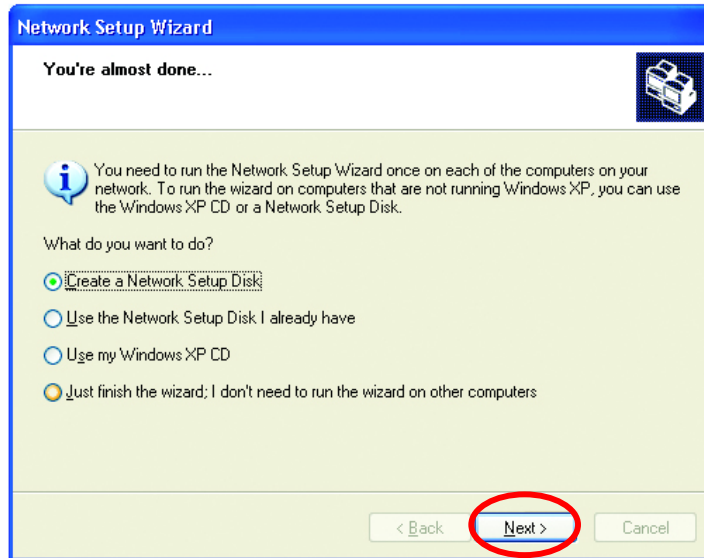 Network Setup Wizard
You're almost done...
You need to run the Network Setup Wizard once on each of the computers on your
network. To run the wizard on computers that are not running Windows XP, you can use
the Windows XP CD or a Network Setup Disk.
What do you want to do?
Create a Network Setup Disk
Use the Network Setup Disk I already have
Use my Windows XP CD
Just finish the wizard; I don't need to run the wizard on other computers
< Back
Next >
Cancel